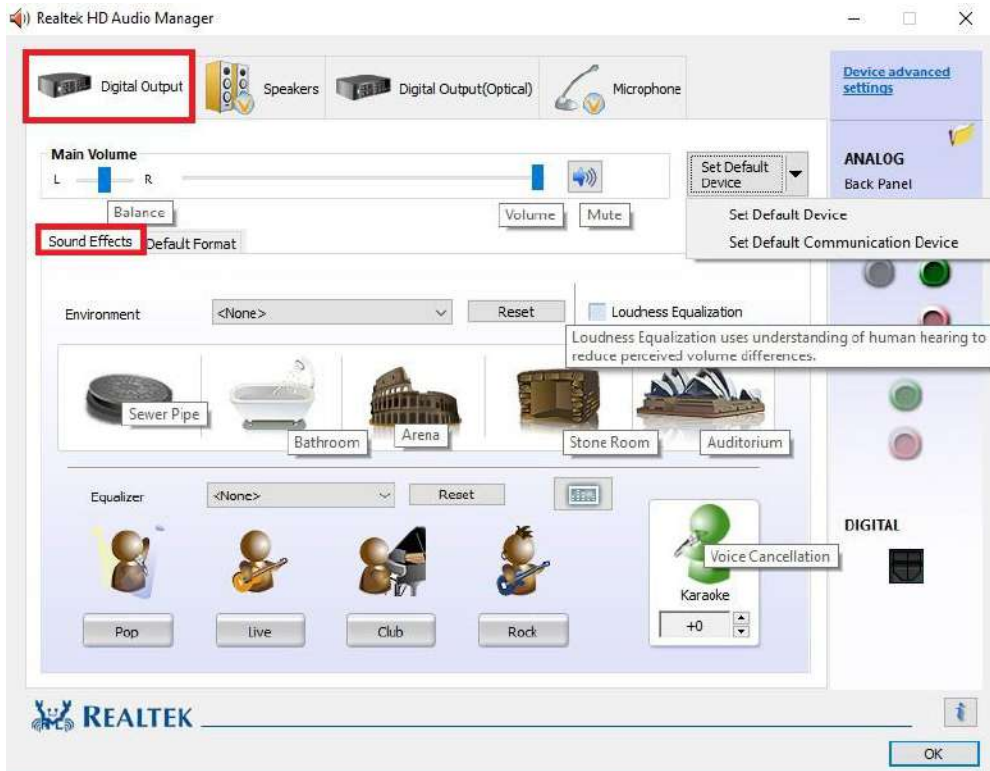 Realtek HD Audio Manager
Digital Output
Speakers
Digital Output(Optical)
Microphone
Device advanced
settings
Main Volume
L
R
Set Default
Device
ANALOG
Back Panel
Balance
Volume
Mute
Set Default Device
Set Default Communication Device
Sound Effects
Default Format
Environment
<None>
Reset
Loudness Equalization
Loudness Equalization uses understanding of human hearing to
reduce perceived volume differences.
Sewer Pipe
Bathroom
Arena
Stone Room
Auditorium
Equalizer
<None>
Reset
DIGITAL
Voice Cancellation
Karaoke
+0
Pop
Live
Club
Rock
REALTEK
i
OK